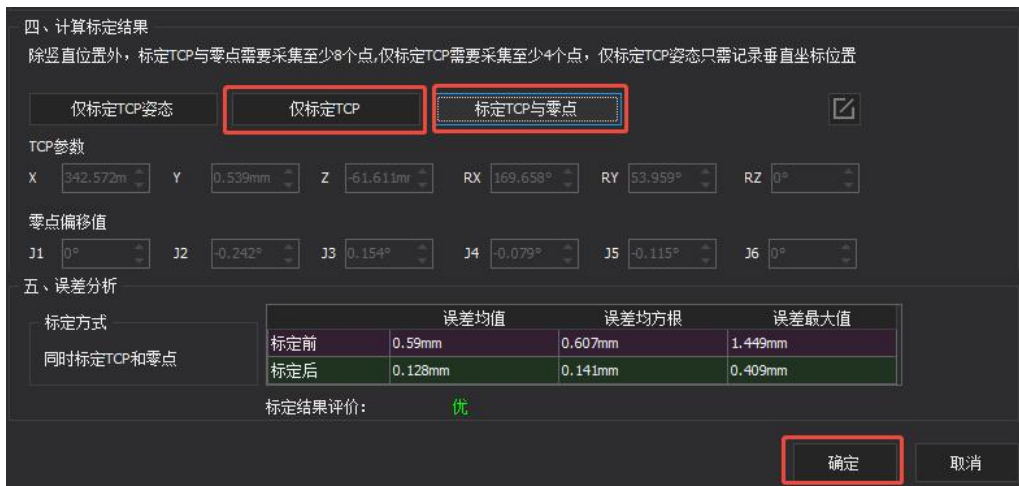 四、计算标定结果
除竖直位置外，标定TCP与零点需要采集至少8个点,仅标定TCP需要采集至少4个点，仅标定TCP姿态只需记录垂直坐标位置
仅标定TCP姿态 仅标定TCP 标定TCP与零点
TCP参数
X 342.572m Y 0.539mm Z -61.611mr RX 169.658° RY 53.959° RZ 0°
零点偏移值
J1 0° J2 -0.242° J3 0.154° J4 -0.079° J5 -0.115° J6 0°
五、误差分析
标定方式
同时标定TCP和零点
误差均值 误差均方根 误差最大值
标定前 0.59mm 0.607mm 1.449mm
标定后 0.128mm 0.141mm 0.409mm
标定结果评价： 优
确定 取消